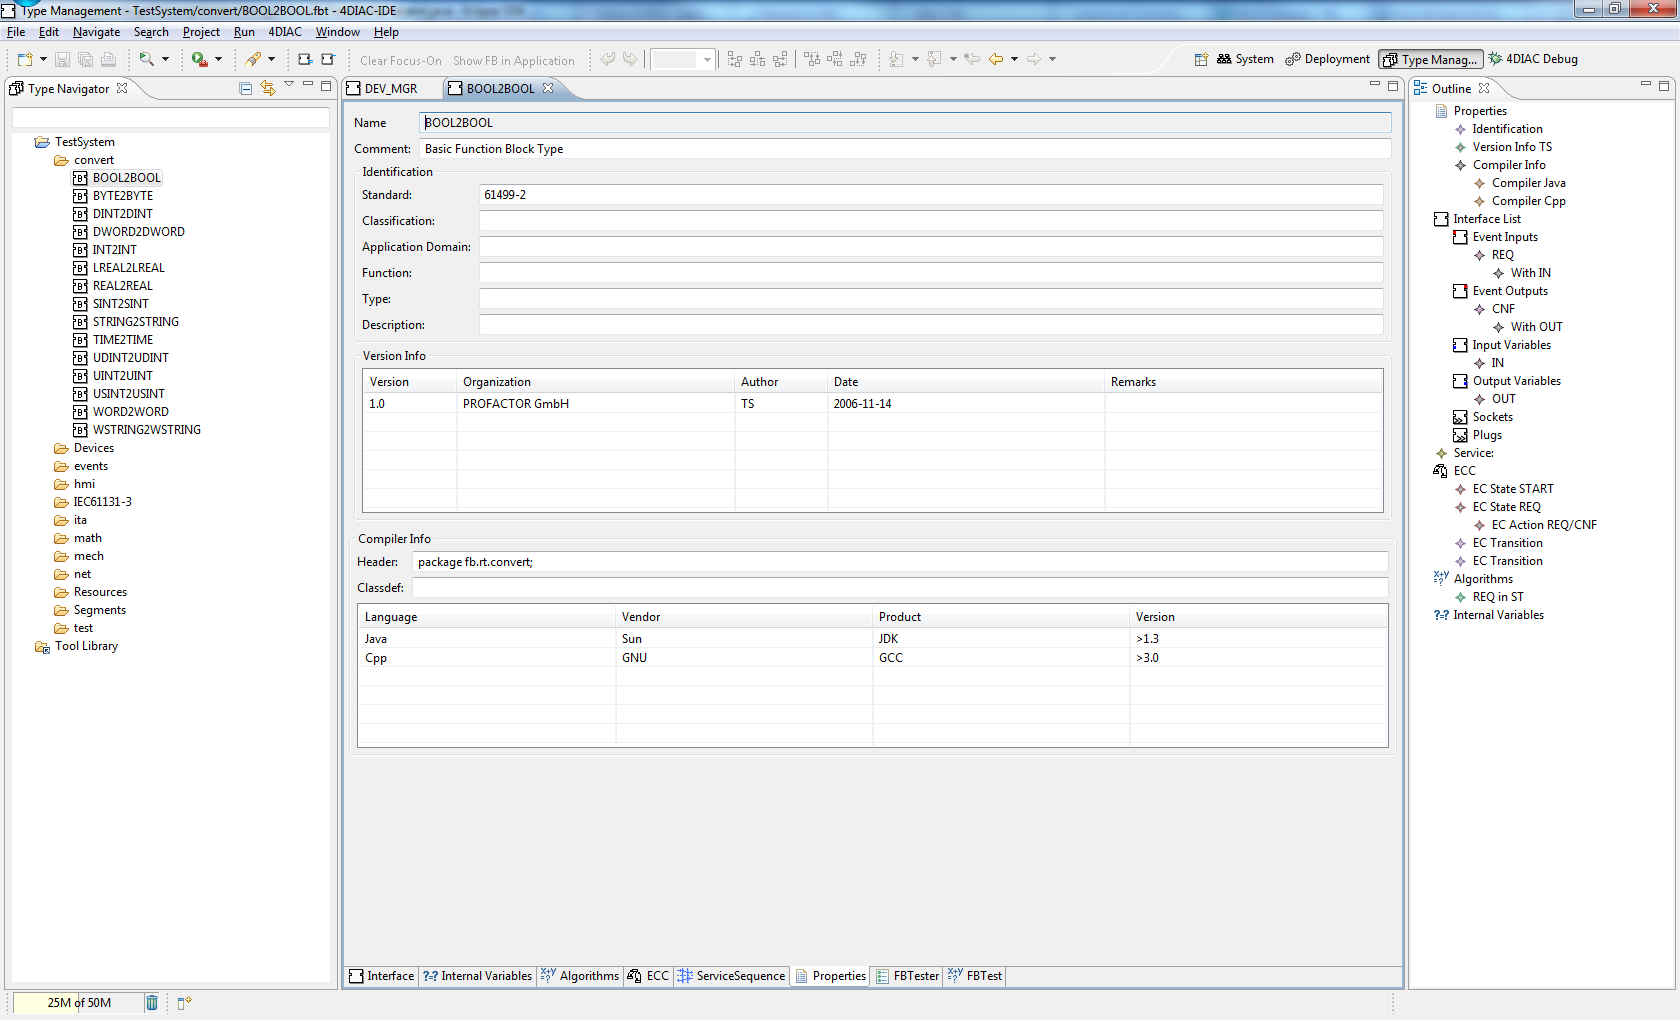 Type Management - TestSystem/convert/BOOL2BOOL.fbt - 4DIAC-IDE
File Edit Navigate Search Project Run 4DIAC Window Help
Clear Focus-On Show FB in Application System Deployment Type Manag... 4DIAC Debug
Type Navigator
TestSystem
convert
BOOL2BOOL
BYTE2BYTE
DINT2DINT
DWORD2DWORD
INT2INT
LREAL2LREAL
REAL2REAL
SINT2SINT
STRING2STRING
TIME2TIME
UDINT2UDINT
UINT2UINT
USINT2USINT
WORD2WORD
WSTRING2WSTRING
Devices
events
hmi
IEC61131-3
ita
math
mech
net
Resources
Segments
test
Tool Library
DEV_MGR BOOL2BOOL
Name BOOL2BOOL
Comment: Basic Function Block Type
Identification
Standard: 61499-2
Classification:
Application Domain:
Function:
Type:
Description:
Version Info
Version Organization Author Date Remarks
1.0 PROFACTOR GmbH TS 2006-11-14
Compiler Info
Header: package fb.rt.convert;
Classdef:
Language Vendor Product Version
Java Sun JDK >1.3
Cpp GNU GCC >3.0
Interface Internal Variables Algorithms ECC ServiceSequence Properties FBTester FBTest
Outline
Properties
Identification
Version Info TS
Compiler Info
Compiler Java
Compiler Cpp
Interface List
Event Inputs
REQ
With IN
Event Outputs
CNF
With OUT
Input Variables
IN
Output Variables
OUT
Sockets
Plugs
Service:
ECC
EC State START
EC State REQ
EC Action REQ/CNF
EC Transition
EC Transition
Algorithms
REQ in ST
Internal Variables
25M of 50M